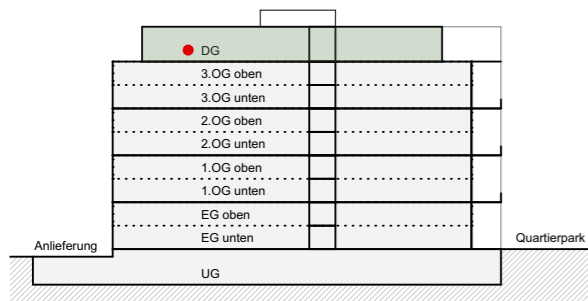 DG
3.OG oben
3.OG unten
2.OG oben
2.OG unten
1.OG oben
1.OG unten
EG oben
Anlieferung
EG unten
Quartierpark
UG